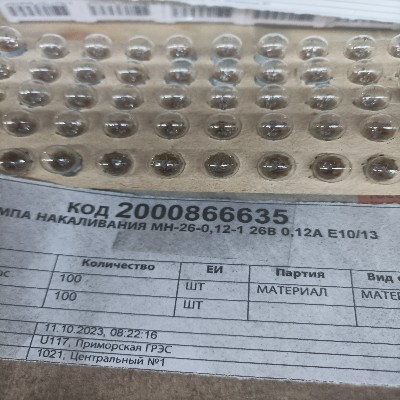 Код 2000866635
МПА НАКАЛИВАНИЯ МН-26-0,12-1 26В 0,12А Е10/13
Количество ЕИ Партия Вид
100 ШТ МАТЕРИАЛ МАТЕ
100 ШТ
11.10.2023, 08:22:16
U117, Приморская ГРЭС
1021, Центральный №1